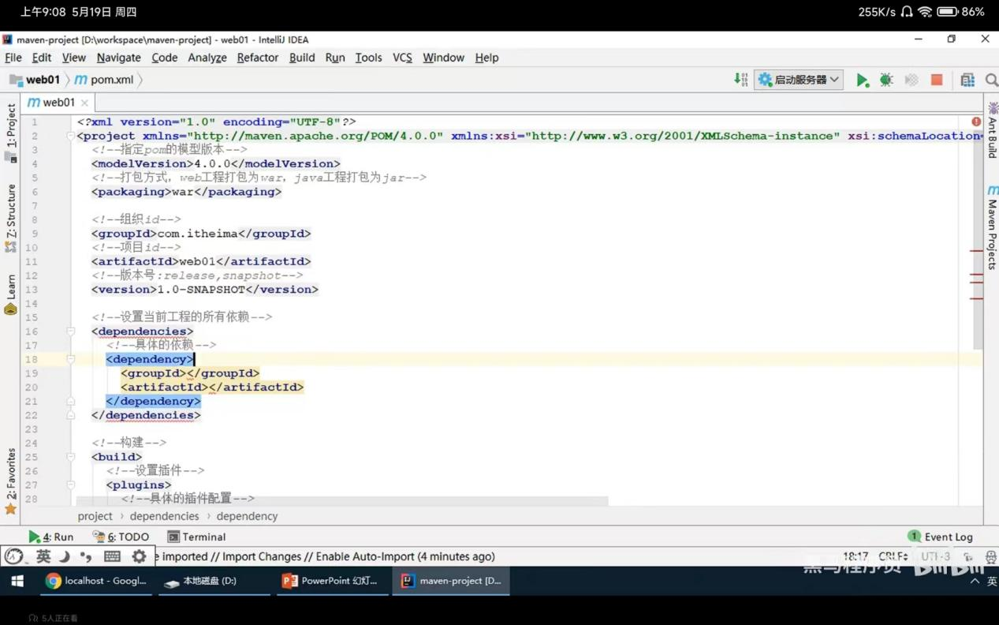 上午9:08 5月19日 周四
255K/s 86%
maven-project [D:\workspace\maven-project] - web01 - IntelliJ IDEA
File Edit View Navigate Code Analyze Refactor Build Run Tools VCS Window Help
web01 pom.xml 启动服务器
web01
1: Project
Z: Structure
Learn
2: Favorites
Ant Build
Maven Projects
1 <?xml version="1.0" encoding="UTF-8"?>
2 <project xmlns="http://maven.apache.org/POM/4.0.0" xmlns:xsi="http://www.w3.org/2001/XMLSchema-instance" xsi:schemaLocation=
3 <!--指定pom的模型版本-->
4 <modelVersion>4.0.0</modelVersion>
5 <!--打包方式，web工程打包为war，java工程打包为jar-->
6 <packaging>war</packaging>
7
8 <!--组织id-->
9 <groupId>com.itheima</groupId>
10 <!--项目id-->
11 <artifactId>web01</artifactId>
12 <!--版本号:release,snapshot-->
13 <version>1.0-SNAPSHOT</version>
14
15 <!--设置当前工程的所有依赖-->
16 <dependencies>
17 <!--具体的依赖-->
18 <dependency>
19 <groupId></groupId>
20 <artifactId></artifactId>
21 </dependency>
22 </dependencies>
23
24 <!--构建-->
25 <build>
26 <!--设置插件-->
27 <plugins>
28 <!--具体的插件配置-->
project › dependencies › dependency
4: Run 6: TODO Terminal 1 Event Log
英 e imported // Import Changes // Enable Auto-Import (4 minutes ago) 18:17 CRLF UTF-8
黑马程序员 bilibili
localhost - Googl... 本地磁盘 (D:) PowerPoint 幻灯... maven-project [D... 英
5人正在看